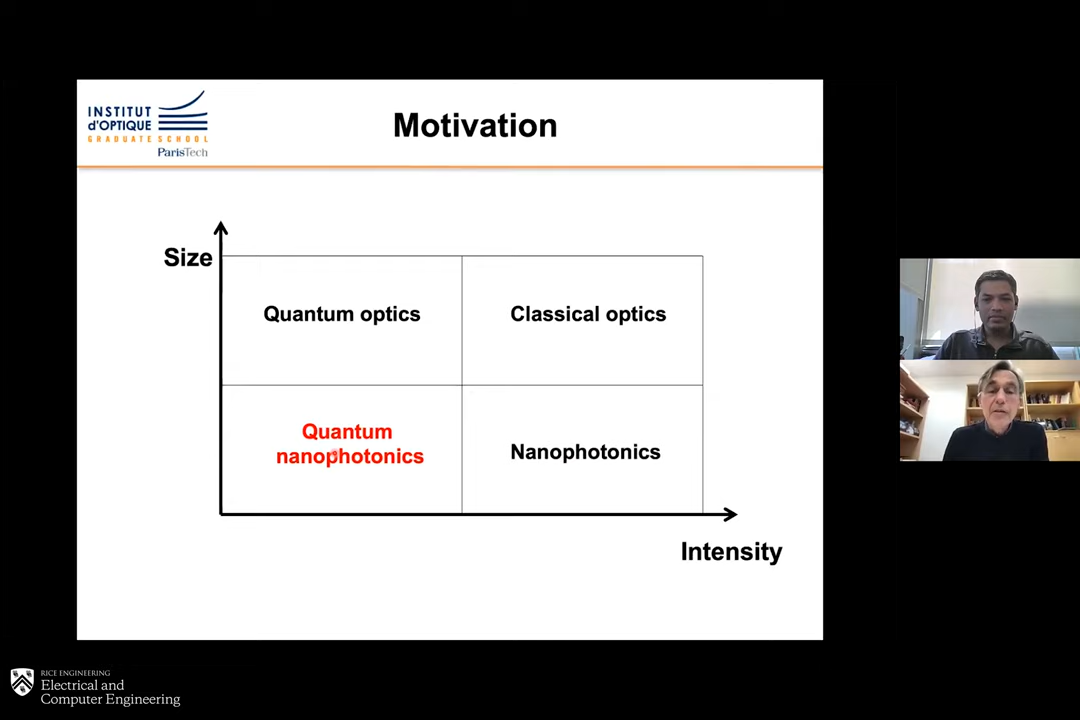 INSTITUT
d'OPTIQUE
GRADUATE SCHOOL
ParisTech
Motivation
Size
Quantum optics
Classical optics
Quantum
nanophotonics
Nanophotonics
Intensity
RICE ENGINEERING
Electrical and
Computer Engineering